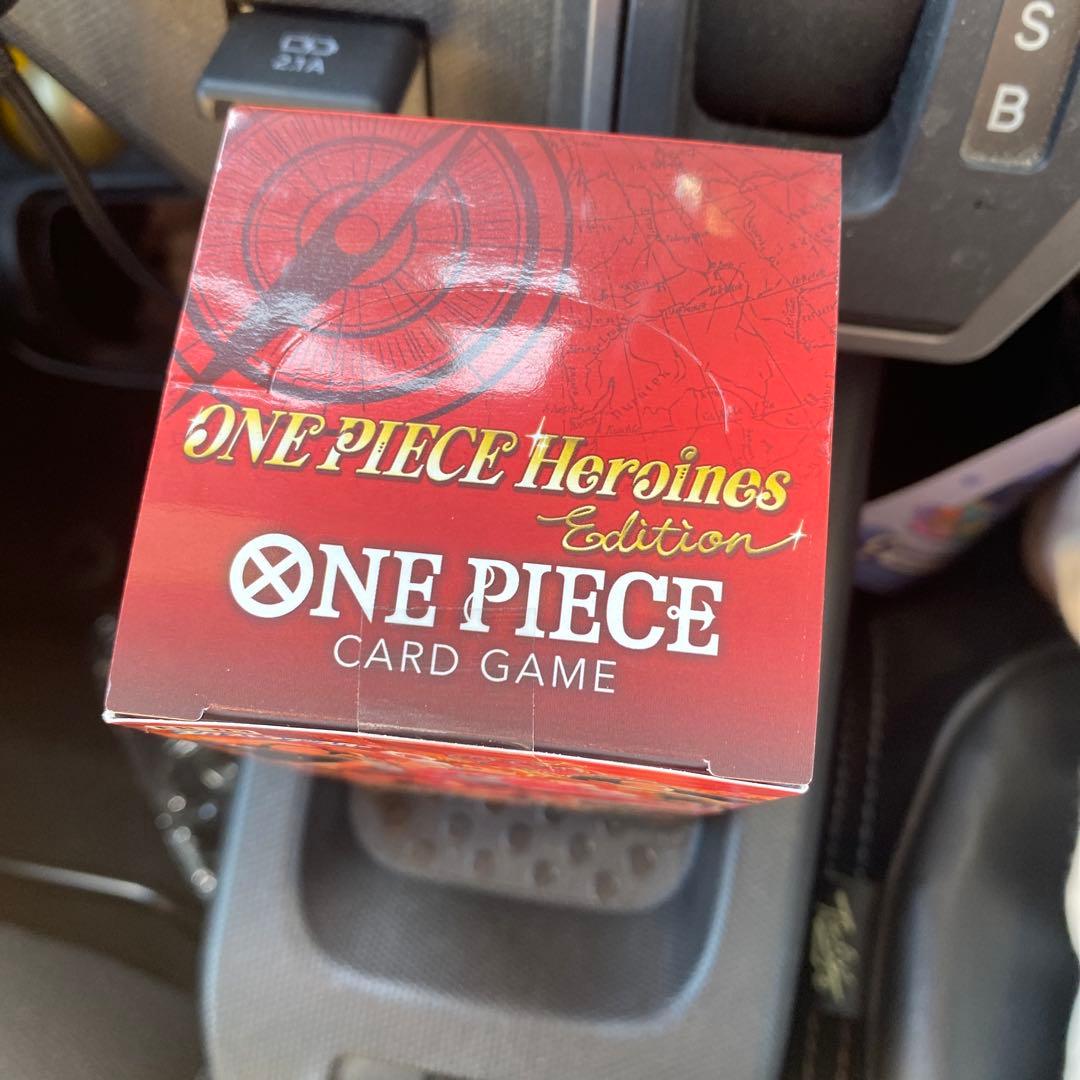 2.1A
S
B
ONE PIECE Heroines
Edition
ONE PIECE
CARD GAME